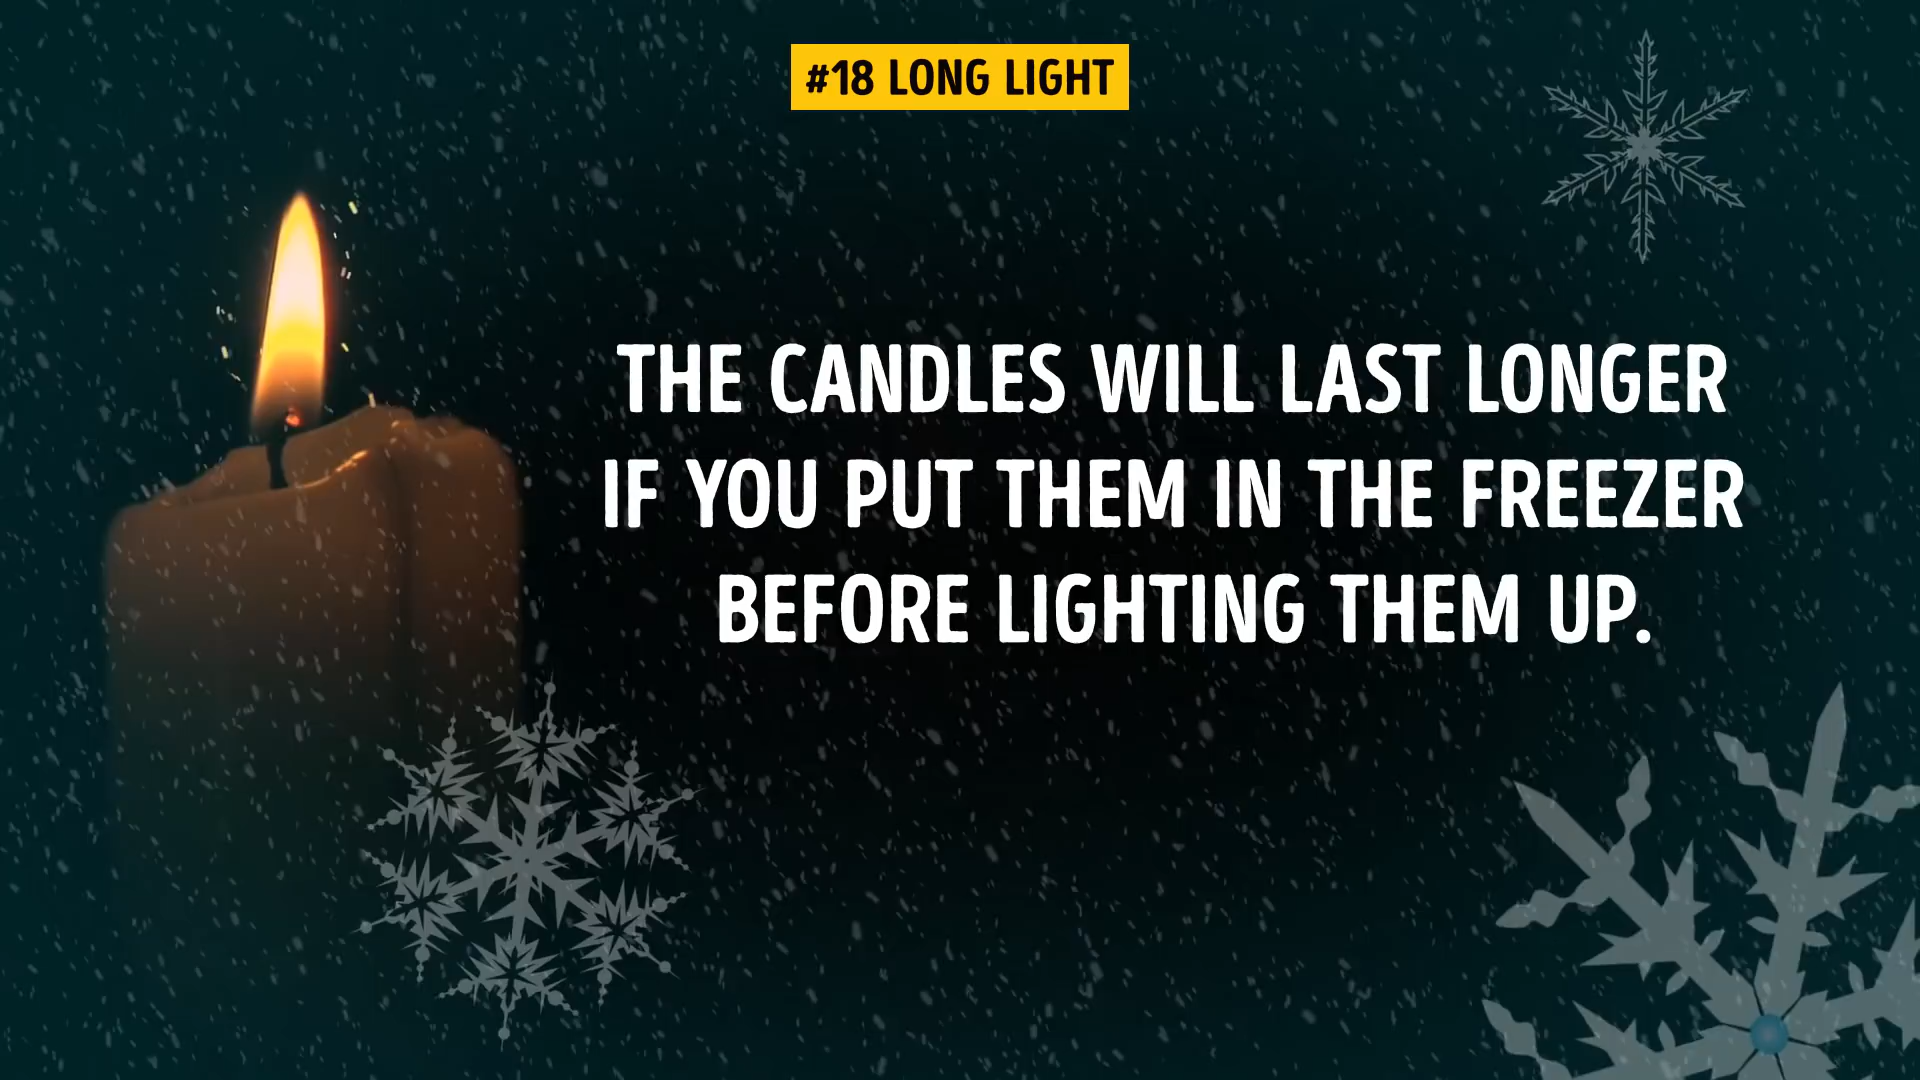 #18 LONG LIGHT
THE CANDLES WILL LAST LONGER
IF YOU PUT THEM IN THE FREEZER
BEFORE LIGHTING THEM UP.